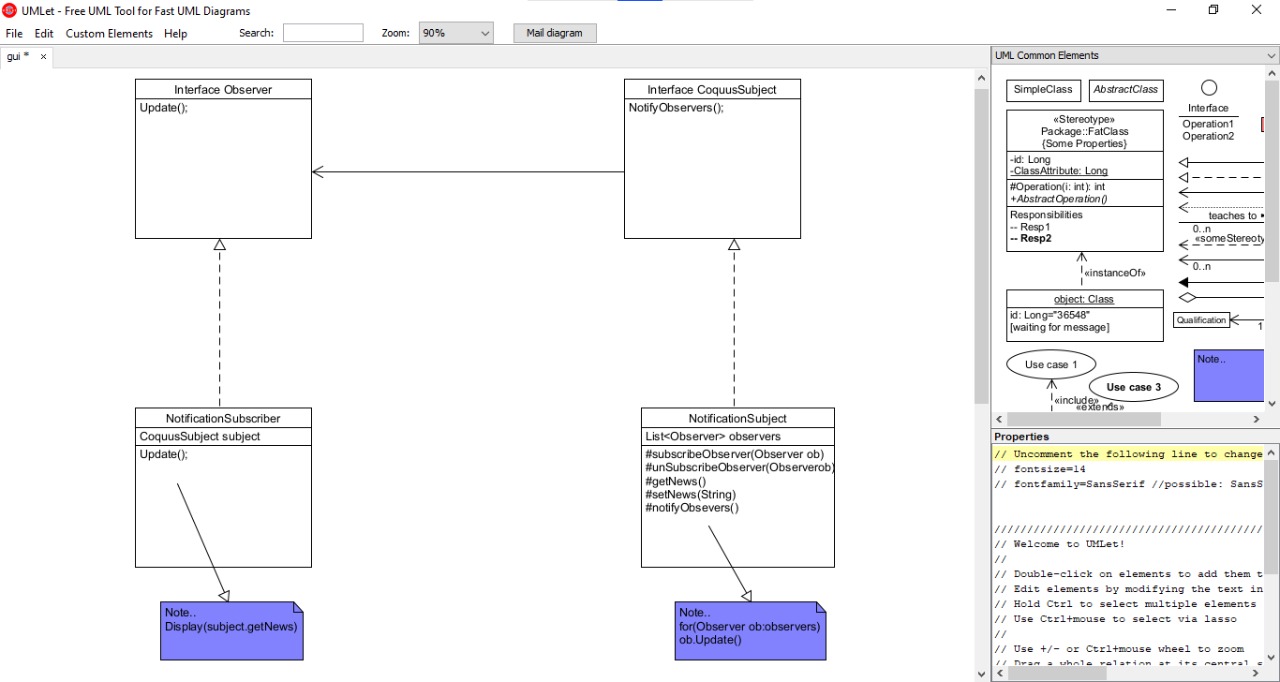 UMLet - Free UML Tool for Fast UML Diagrams
File Edit Custom Elements Help Search: Zoom: 90% Mail diagram
gui *
Interface Observer
Update();
Interface CoquusSubject
NotifyObservers();
NotificationSubscriber
CoquusSubject subject
Update();
NotificationSubject
List<Observer> observers
#subscribeObserver(Observer ob)
#unSubscribeObserver(Observerob)
#getNews()
#setNews(String)
#notifyObsevers()
Note..
Display(subject.getNews)
Note..
for(Observer ob:observers)
ob.Update()
UML Common Elements
SimpleClass
AbstractClass
Interface
Operation1
Operation2
«Stereotype»
Package::FatClass
{Some Properties}
-id: Long
-ClassAttribute: Long
#Operation(i: int): int
+AbstractOperation()
Responsibilities
-- Resp1
-- Resp2
teaches to
0..n
«someStereoty
0..n
«instanceOf»
object: Class
id: Long="36548"
[waiting for message]
Qualification
1
Use case 1
Use case 3
Note..
«include»
«extends»
Properties
// Uncomment the following line to change
// fontsize=14
// fontfamily=SansSerif //possible: SansS
////////////////////////////////////////
// Welcome to UMLet!
//
// Double-click on elements to add them t
// Edit elements by modifying the text in
// Hold Ctrl to select multiple elements
// Use Ctrl+mouse to select via lasso
//
// Use +/- or Ctrl+mouse wheel to zoom
// Drag a whole relation at its central s